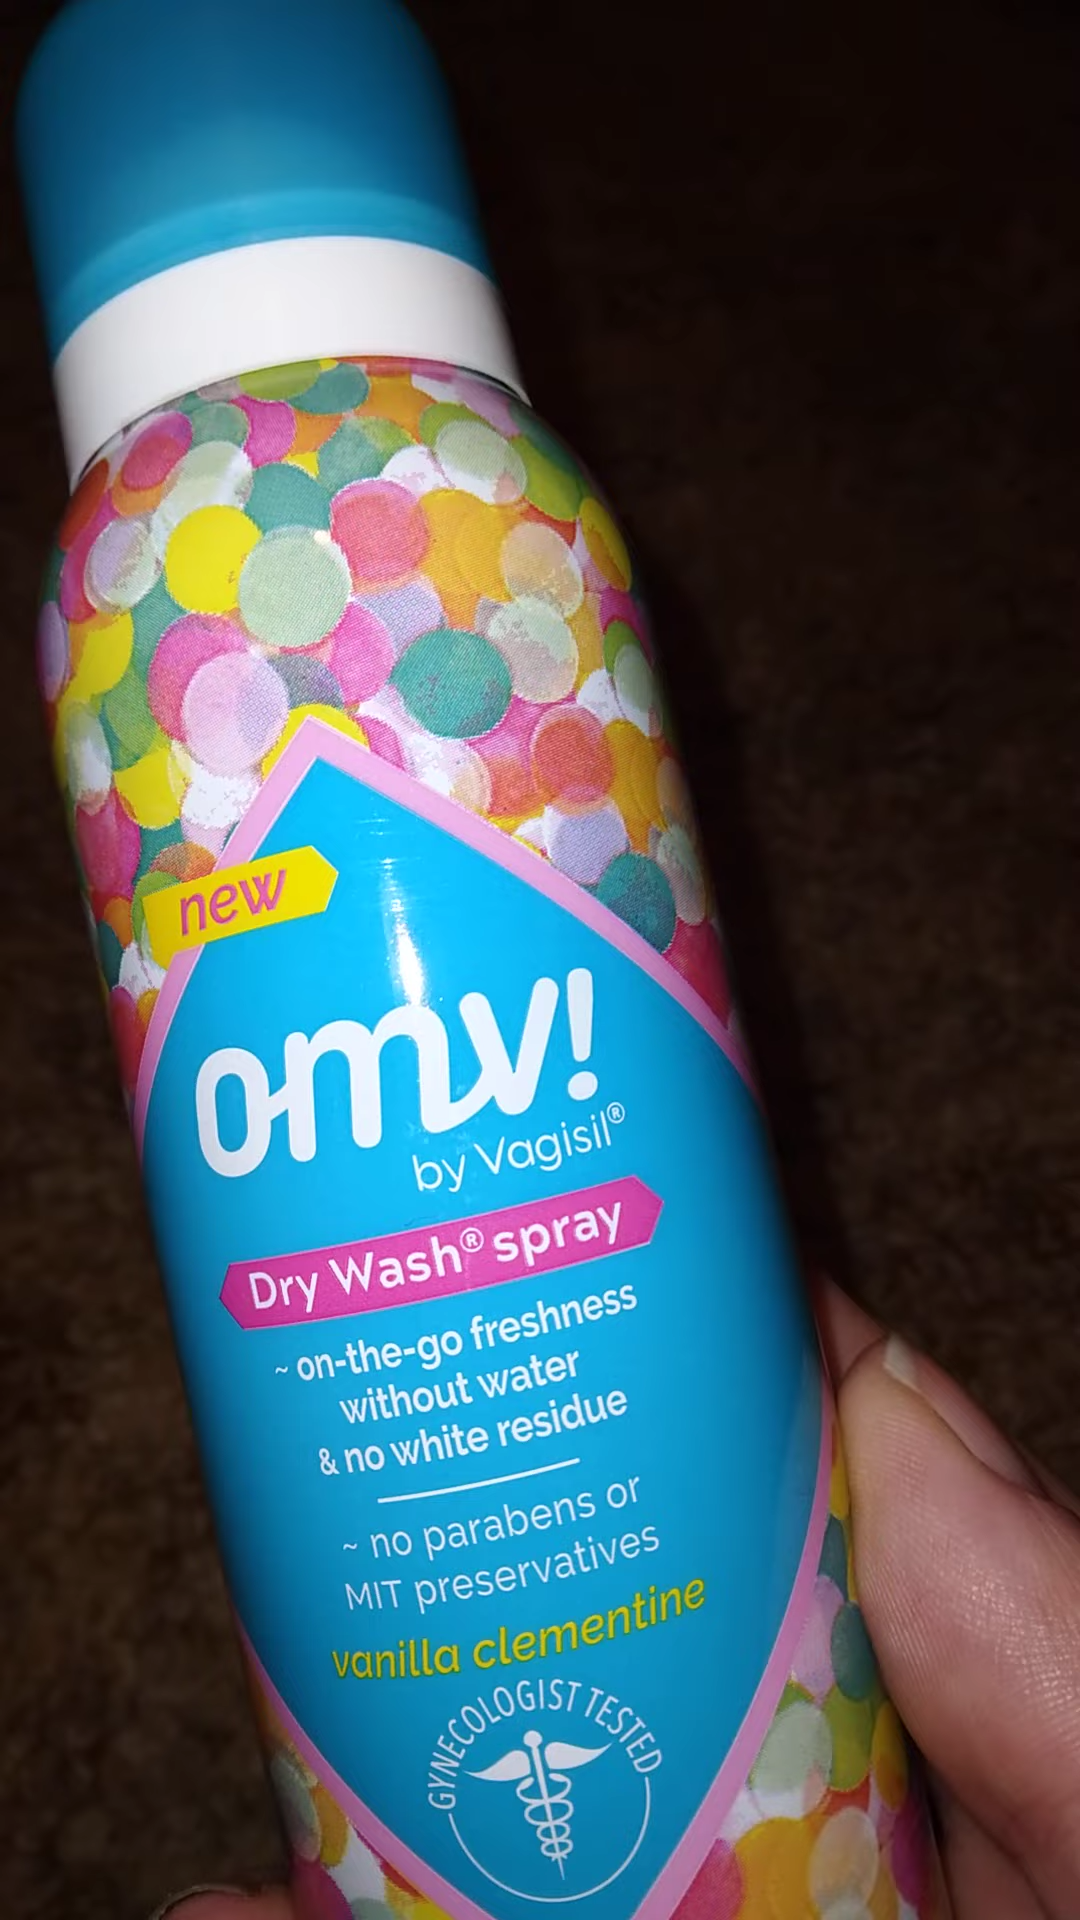 new
omv!
by Vagisil®
Dry Wash® spray
~ on-the-go freshness
without water
& no white residue
~ no parabens or
MIT preservatives
vanilla clementine
GYNECOLOGIST TESTED